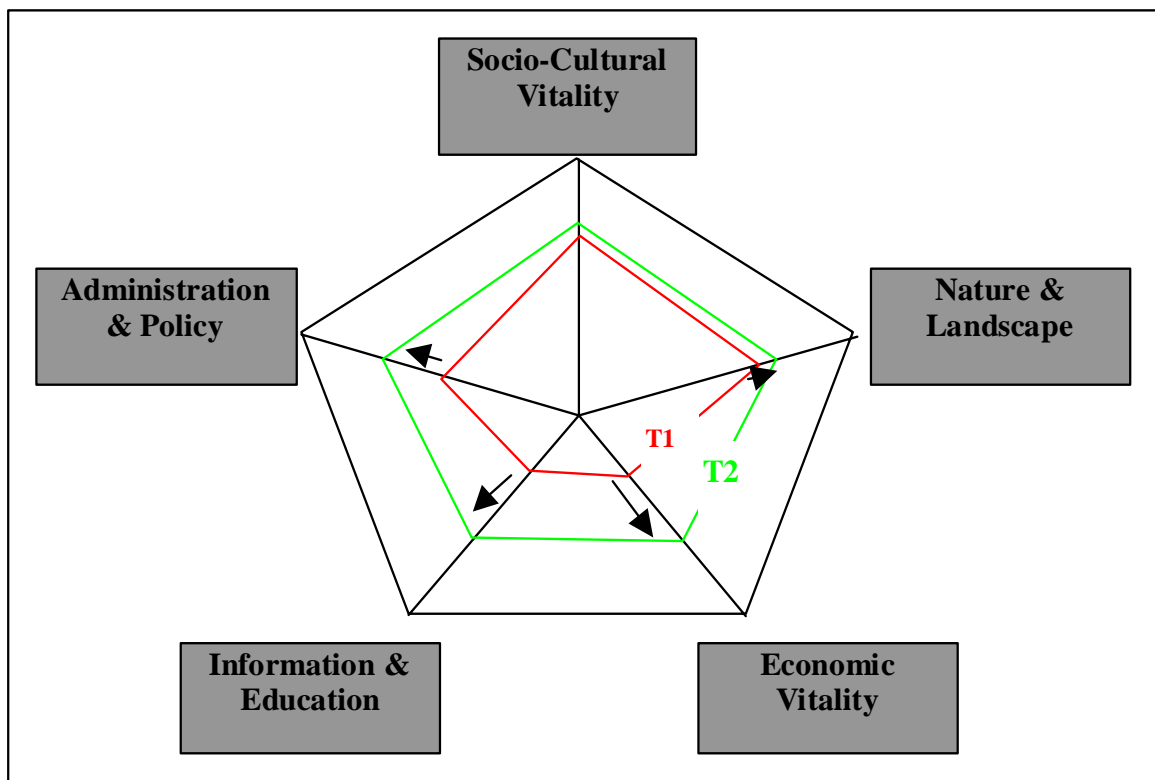 Socio-Cultural
Vitality
Administration
& Policy
Nature &
Landscape
T1
T2
Information &
Education
Economic
Vitality